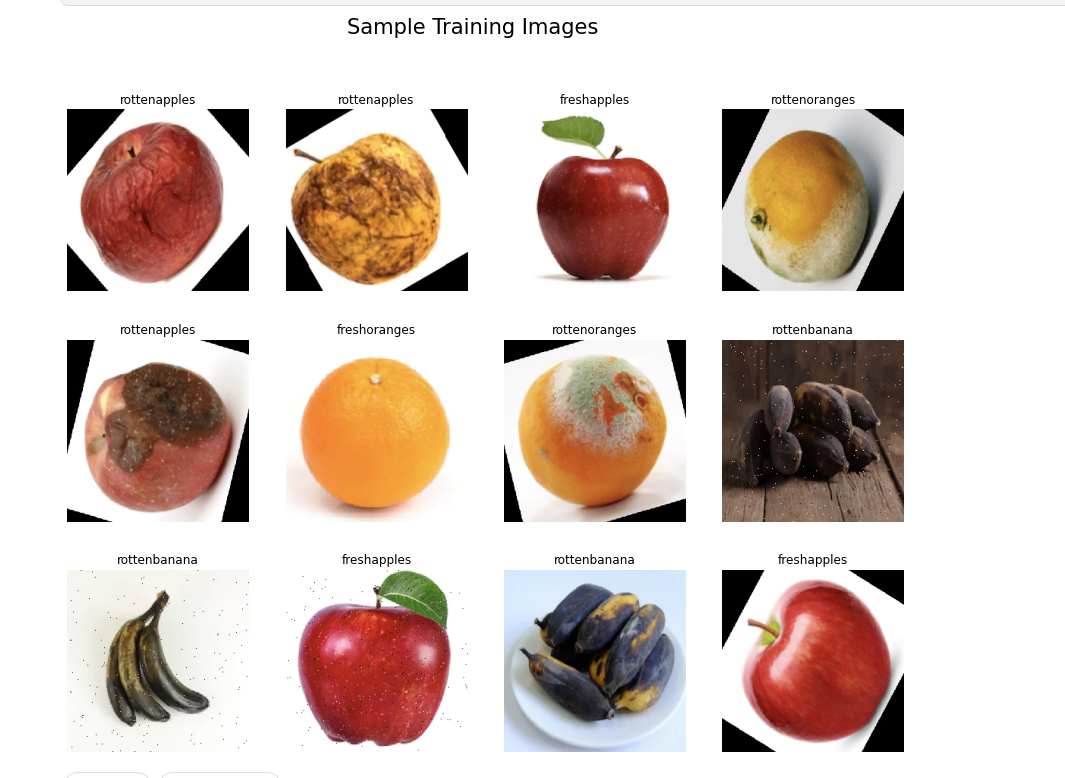 Sample Training Images
rottenapples
rottenapples
freshapples
rottenoranges
rottenapples
freshoranges
rottenoranges
rottenbanana
rottenbanana
freshapples
rottenbanana
freshapples